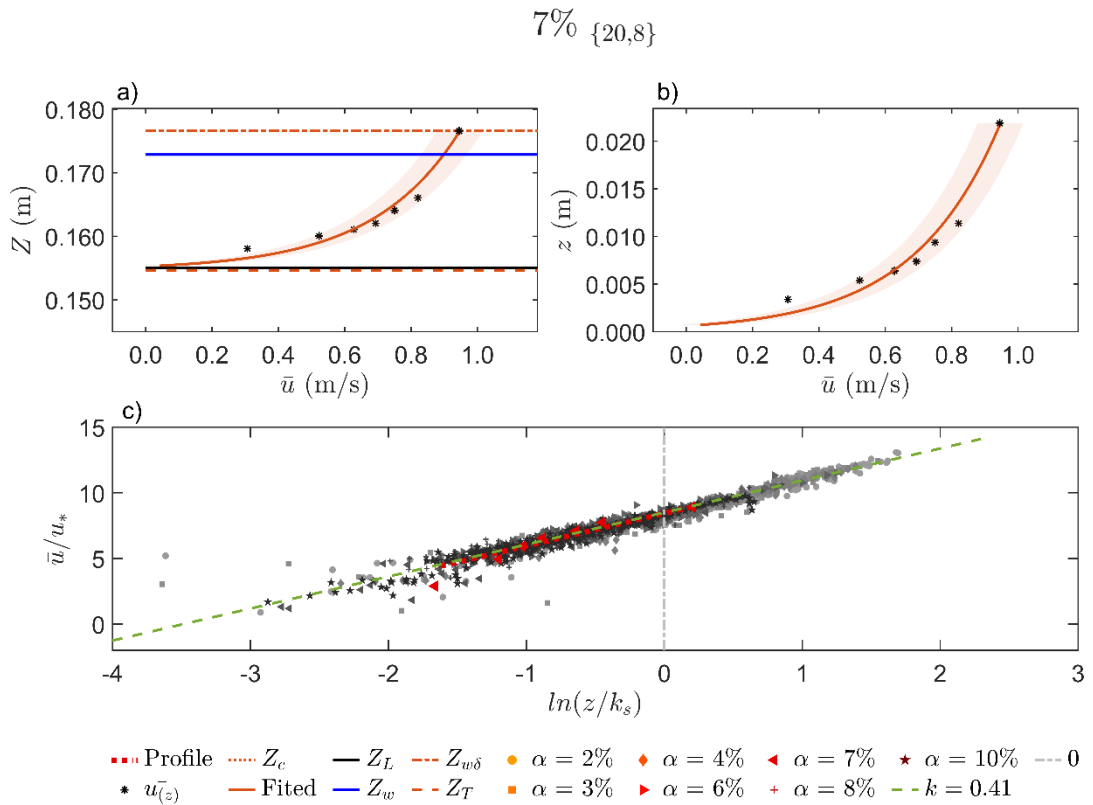 7% {20,8}
a)
b)
0.180
0.170
0.160
0.150
Z (m)
0.0 0.2 0.4 0.6 0.8 1.0
ū (m/s)
0.020
0.015
0.010
0.005
0.000
z (m)
0.0 0.2 0.4 0.6 0.8 1.0
ū (m/s)
c)
15
10
5
0
ū/u*
-4 -3 -2 -1 0 1 2 3
ln(z/ks)
Profile Zc ZL Zwδ α = 2% α = 4% α = 7% α = 10% 0
ū(z) Fited Zw ZT α = 3% α = 6% α = 8% k = 0.41